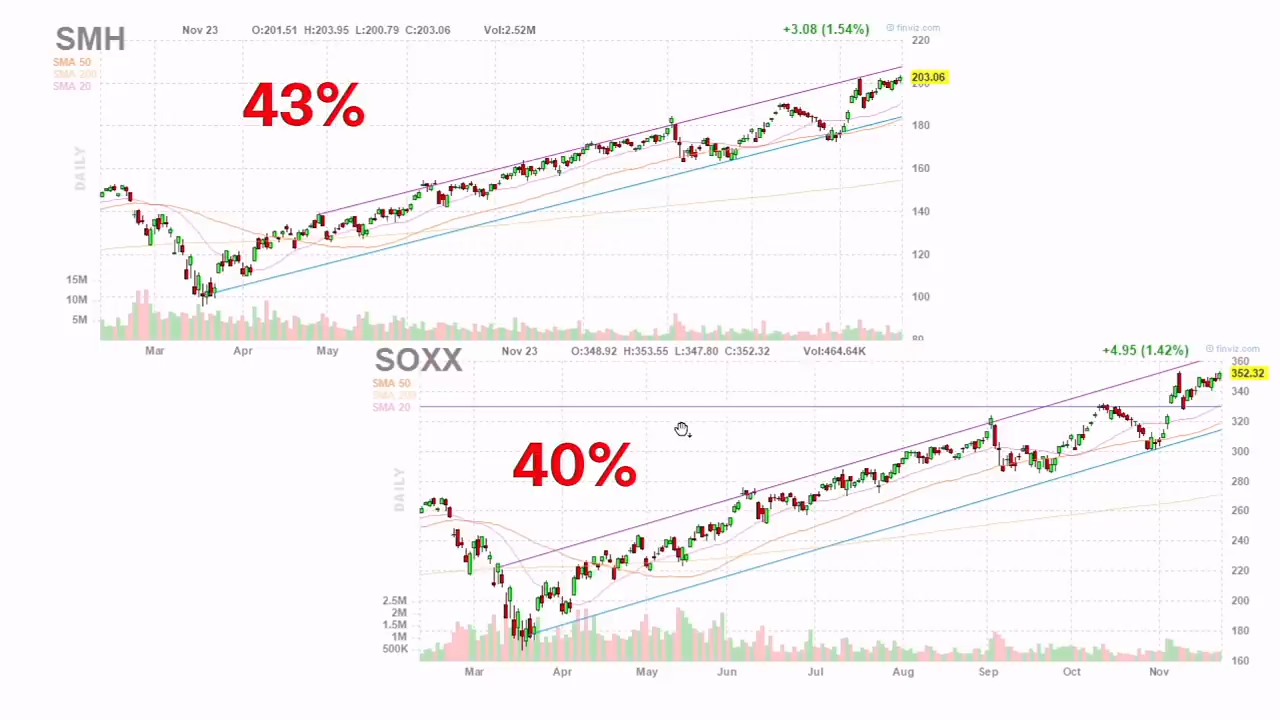 SMH Nov 23 O:201.51 H:203.95 L:200.79 C:203.06 Vol:2.52M +3.08 (1.54%) © finviz.com
SMA 50
SMA 200
SMA 20
43%
DAILY
220
203.06
200
180
160
140
120
100
80
15M
10M
5M
Mar Apr May
SOXX Nov 23 O:348.92 H:353.55 L:347.80 C:352.32 Vol:464.64K +4.95 (1.42%) © finviz.com
SMA 50
SMA 200
SMA 20
40%
DAILY
360
352.32
340
320
300
280
260
240
220
200
180
160
2.5M
2M
1.5M
1M
500K
Mar Apr May Jun Jul Aug Sep Oct Nov